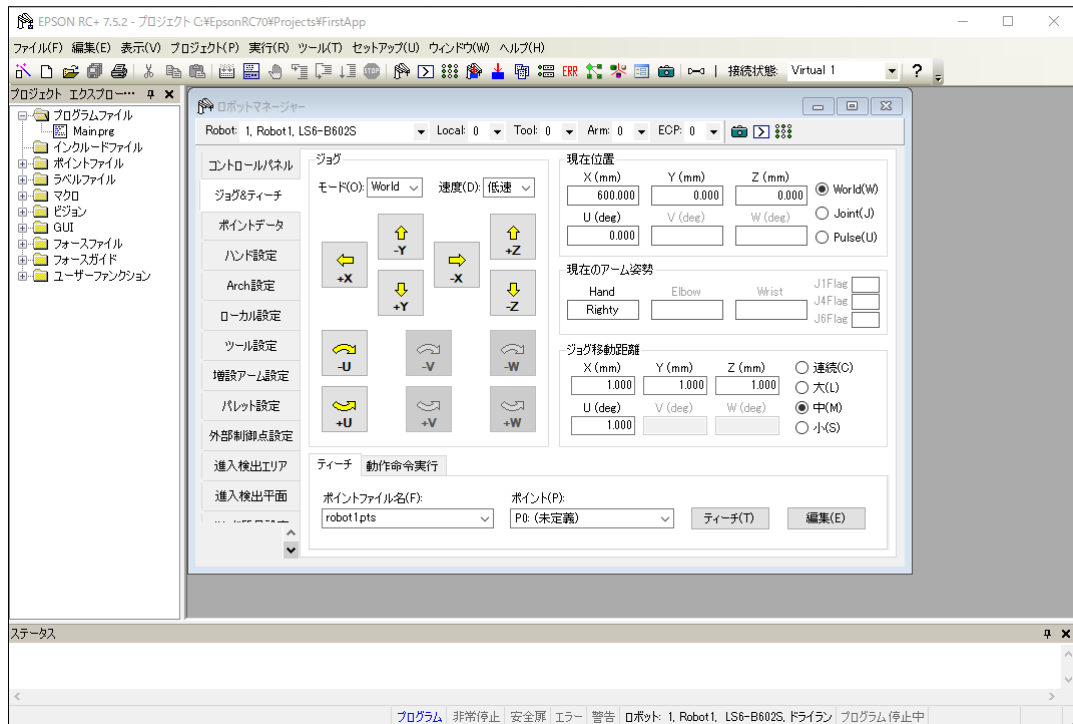 EPSON RC+ 7.5.2 - プロジェクト C:¥EpsonRC70¥Projects¥FirstApp
ファイル(F) 編集(E) 表示(V) プロジェクト(P) 実行(R) ツール(T) セットアップ(U) ウィンドウ(W) ヘルプ(H)
STOP ERR 接続状態: Virtual 1 ?
プロジェクト エクスプロー…
プログラムファイル
Main.prg
インクルードファイル
ポイントファイル
ラベルファイル
マクロ
ビジョン
GUI
フォースファイル
フォースガイド
ユーザーファンクション
ロボットマネージャー
Robot: 1, Robot1, LS6-B602S Local: 0 Tool: 0 Arm: 0 ECP: 0
コントロールパネル
ジョグ&ティーチ
ポイントデータ
ハンド設定
Arch設定
ローカル設定
ツール設定
増設アーム設定
パレット設定
外部制御点設定
進入検出エリア
進入検出平面
ジョグ
モード(O): World 速度(D): 低速
-Y +Z
+X -X
+Y -Z
-U -V -W
+U +V +W
現在位置
X (mm) Y (mm) Z (mm)
600.000 0.000 0.000
U (deg) V (deg) W (deg)
0.000
World(W)
Joint(J)
Pulse(U)
現在のアーム姿勢
Hand Elbow Wrist
Righty
J1Flag
J4Flag
J6Flag
ジョグ移動距離
X (mm) Y (mm) Z (mm)
1.000 1.000 1.000
U (deg) V (deg) W (deg)
1.000
連続(C)
大(L)
中(M)
小(S)
ティーチ 動作命令実行
ポイントファイル名(F): ポイント(P):
robot1.pts P0: (未定義) ティーチ(T) 編集(E)
ステータス
プログラム 非常停止 安全扉 エラー 警告 ロボット: 1, Robot1, LS6-B602S, ドライラン プログラム停止中